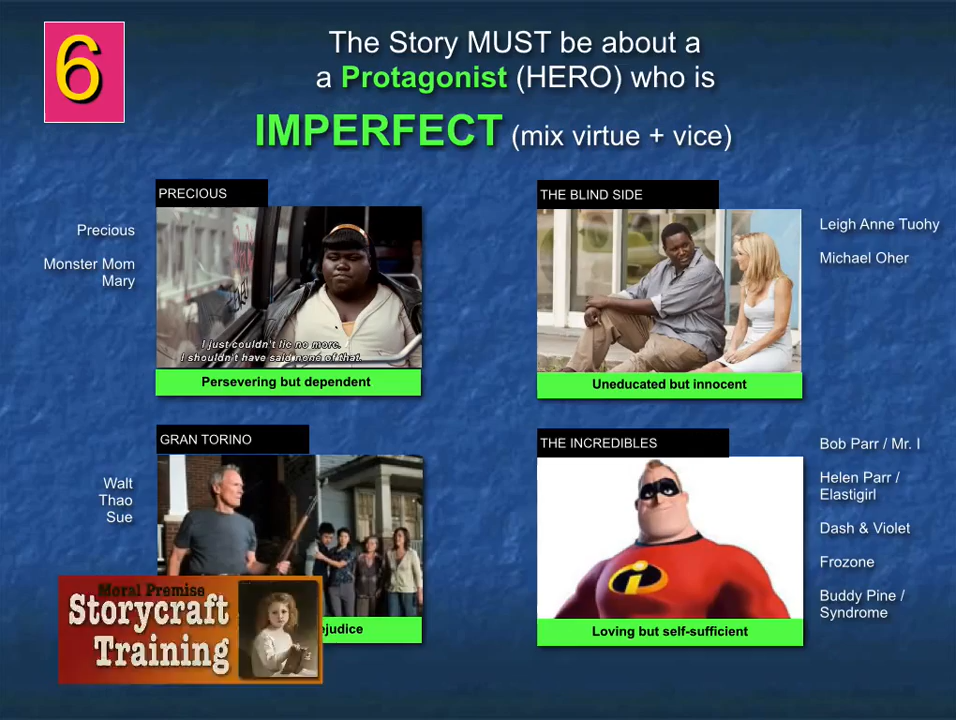 6
The Story MUST be about a
a Protagonist (HERO) who is
IMPERFECT (mix virtue + vice)
PRECIOUS
Precious
Monster Mom
Mary
I just couldn't lie no more.
I shouldn't have said none of that.
Persevering but dependent
THE BLIND SIDE
Leigh Anne Tuohy
Michael Oher
Uneducated but innocent
GRAN TORINO
Walt
Thao
Sue
ejudice
Moral Premise
Storycraft
Training
THE INCREDIBLES
i
Bob Parr / Mr. I
Helen Parr /
Elastigirl
Dash & Violet
Frozone
Buddy Pine /
Syndrome
Loving but self-sufficient